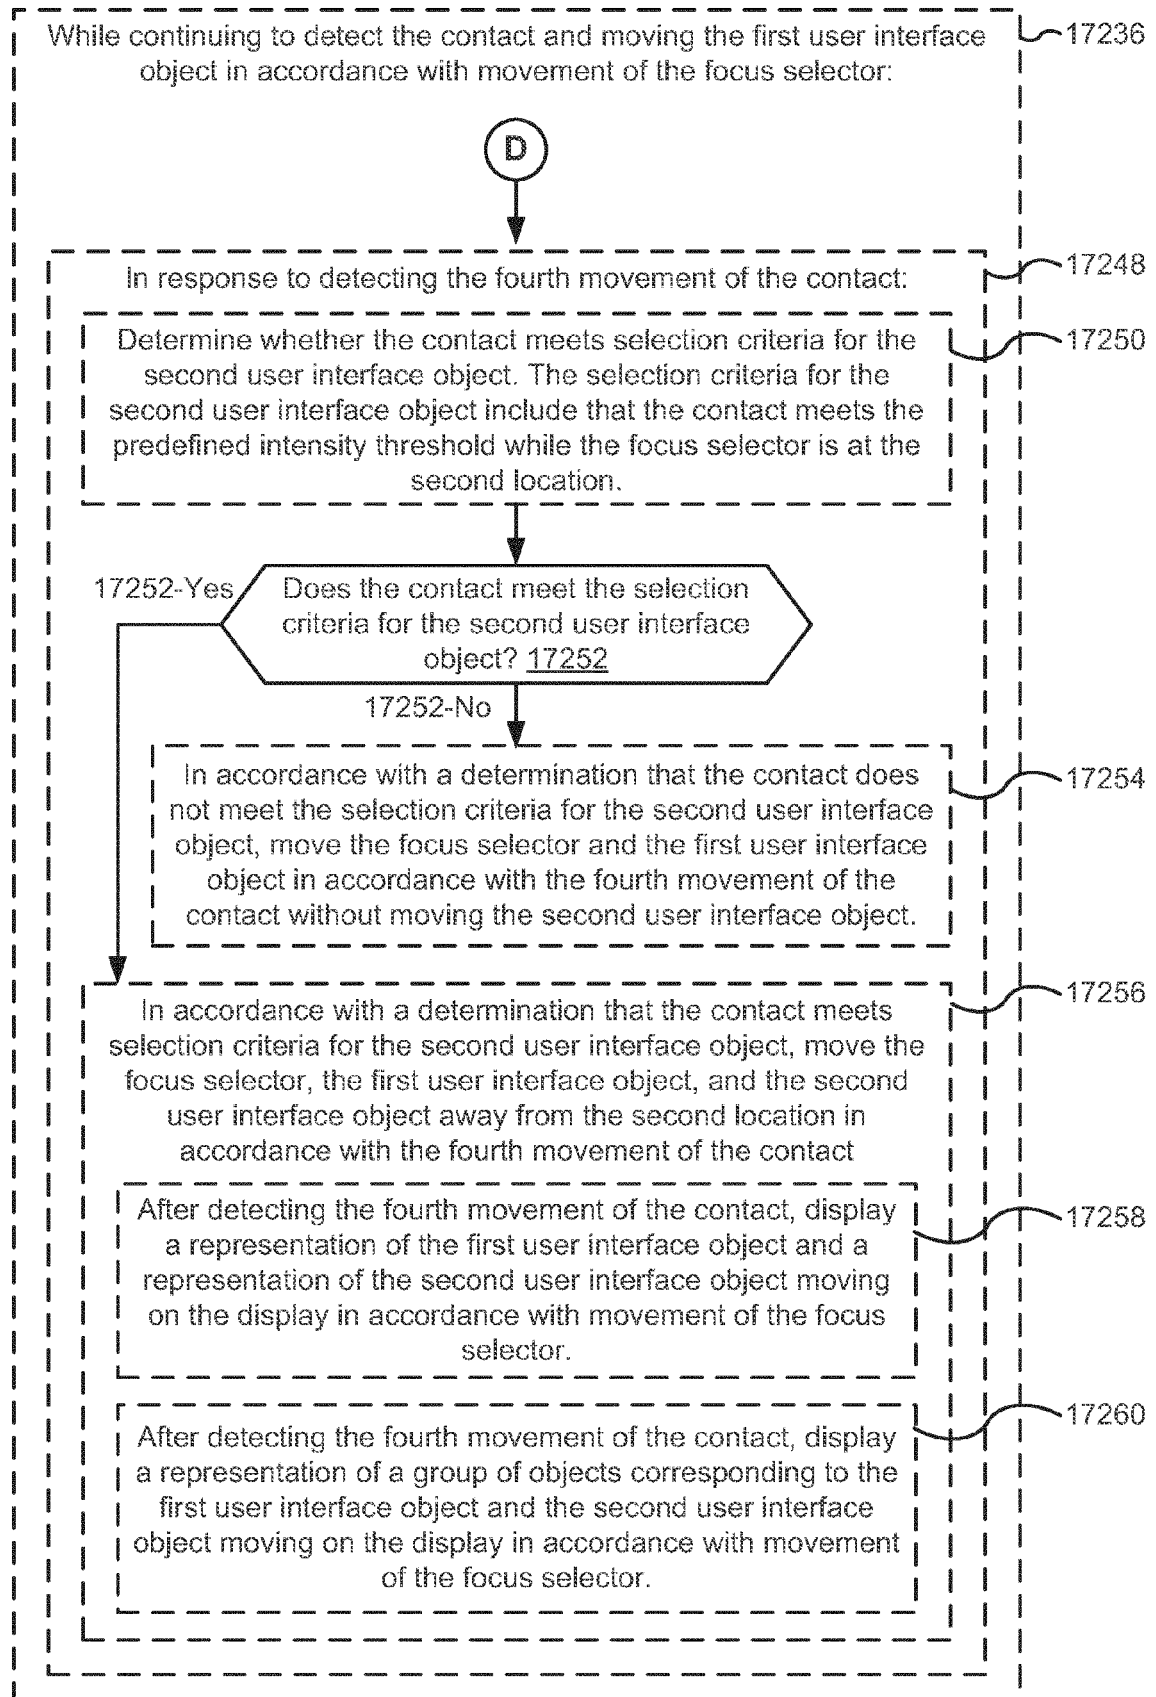 While continuing to detect the contact and moving the first user interface
object in accordance with movement of the focus selector:
17236
D
In response to detecting the fourth movement of the contact:
17248
Determine whether the contact meets selection criteria for the
second user interface object. The selection criteria for the
second user interface object include that the contact meets the
predefined intensity threshold while the focus selector is at the
second location.
17250
17252-Yes
Does the contact meet the selection
criteria for the second user interface
object? 17252
17252-No
In accordance with a determination that the contact does
not meet the selection criteria for the second user interface
object, move the focus selector and the first user interface
object in accordance with the fourth movement of the
contact without moving the second user interface object.
17254
In accordance with a determination that the contact meets
selection criteria for the second user interface object, move the
focus selector, the first user interface object, and the second
user interface object away from the second location in
accordance with the fourth movement of the contact
17256
After detecting the fourth movement of the contact, display
a representation of the first user interface object and a
representation of the second user interface object moving
on the display in accordance with movement of the focus
selector.
17258
After detecting the fourth movement of the contact, display
a representation of a group of objects corresponding to the
first user interface object and the second user interface
object moving on the display in accordance with movement
of the focus selector.
17260